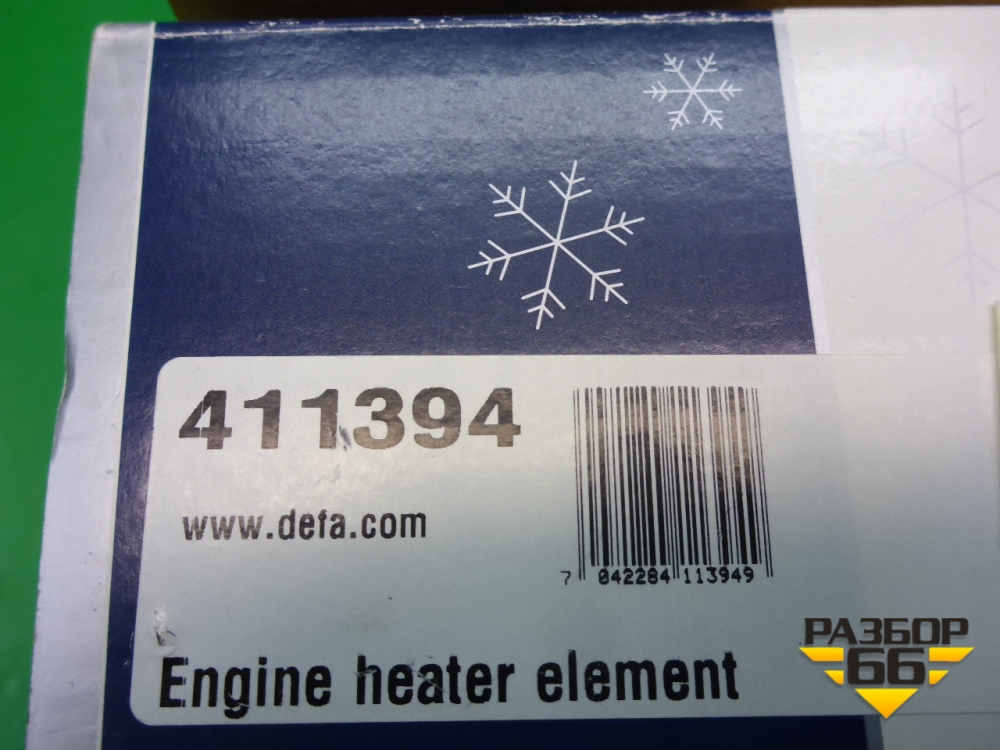 411394
www.defa.com
7 042284 113949
Engine heater element
РАЗБОР
66